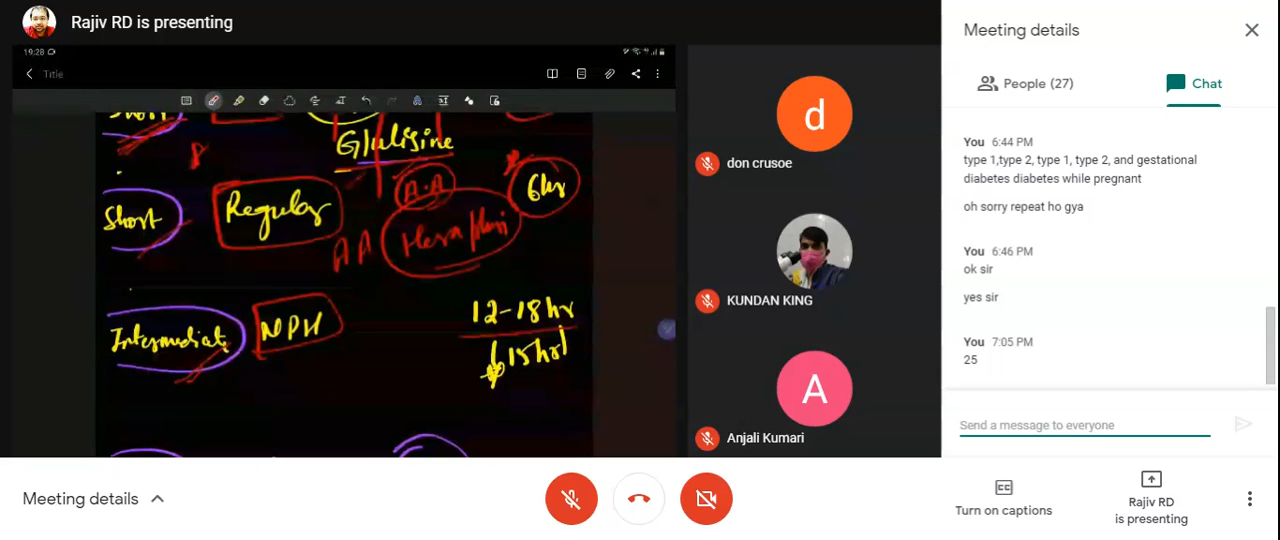 Rajiv RD is presenting
19:28
Title
Short
Glulisine
Short
Regular
A.A
6hr
AA
Intermediate
NPH
12-18 hr
15 hr
d
don crusoe
KUNDAN KING
A
Anjali Kumari
Meeting details
People (27)
Chat
You 6:44 PM
type 1,type 2, type 1, type 2, and gestational
diabetes diabetes while pregnant
oh sorry repeat ho gya
You 6:46 PM
ok sir
yes sir
You 7:05 PM
25
Send a message to everyone
Meeting details
Turn on captions
Rajiv RD
is presenting